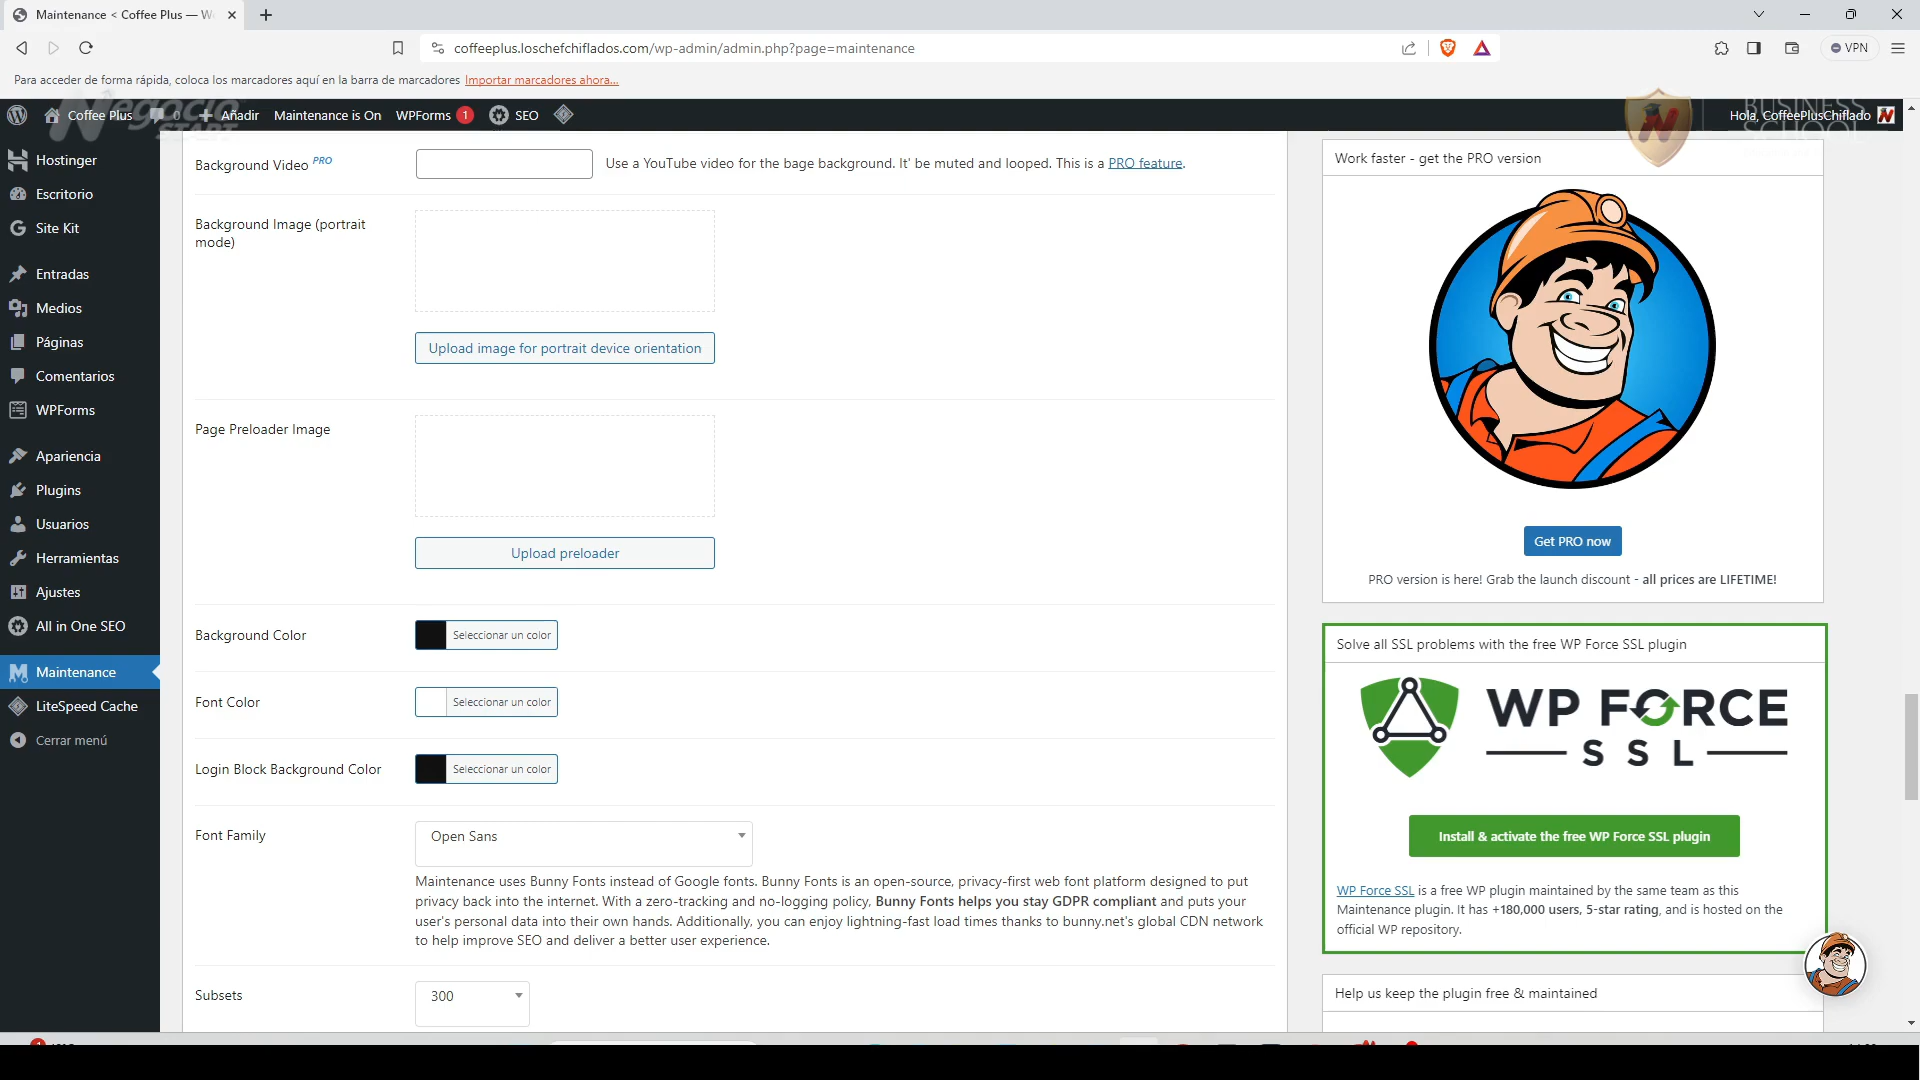 Maintenance < Coffee Plus — W
coffeeplus.loschefchiflados.com/wp-admin/admin.php?page=maintenance
VPN
Para acceder de forma rápida, coloca los marcadores aquí en la barra de marcadores Importar marcadores ahora...
Negocio
START
Coffee Plus 0 Añadir Maintenance is On WPForms 1 SEO
BUSINESS
SCHOOL
Hola, CoffeePlusChiflado
Hostinger
Escritorio
Site Kit
Entradas
Medios
Páginas
Comentarios
WPForms
Apariencia
Plugins
Usuarios
Herramientas
Ajustes
All in One SEO
Maintenance
LiteSpeed Cache
Cerrar menú
Background Video PRO
Use a YouTube video for the bage background. It' be muted and looped. This is a PRO feature.
Background Image (portrait
mode)
Upload image for portrait device orientation
Page Preloader Image
Upload preloader
Background Color
Seleccionar un color
Font Color
Seleccionar un color
Login Block Background Color
Seleccionar un color
Font Family
Open Sans
Maintenance uses Bunny Fonts instead of Google fonts. Bunny Fonts is an open-source, privacy-first web font platform designed to put
privacy back into the internet. With a zero-tracking and no-logging policy, Bunny Fonts helps you stay GDPR compliant and puts your
user's personal data into their own hands. Additionally, you can enjoy lightning-fast load times thanks to bunny.net's global CDN network
to help improve SEO and deliver a better user experience.
Subsets
300
Work faster - get the PRO version
Get PRO now
PRO version is here! Grab the launch discount - all prices are LIFETIME!
Solve all SSL problems with the free WP Force SSL plugin
WP FORCE
SSL
Install & activate the free WP Force SSL plugin
WP Force SSL is a free WP plugin maintained by the same team as this
Maintenance plugin. It has +180,000 users, 5-star rating, and is hosted on the
official WP repository.
Help us keep the plugin free & maintained